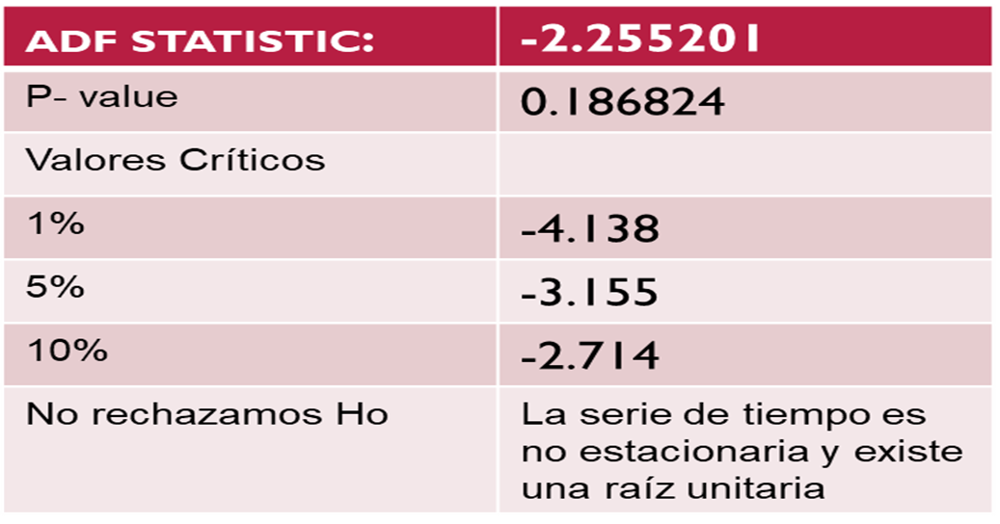 ADF STATISTIC: -2.255201
P- value 0.186824
Valores Críticos
1% -4.138
5% -3.155
10% -2.714
No rechazamos Ho La serie de tiempo es
no estacionaria y existe
una raíz unitaria